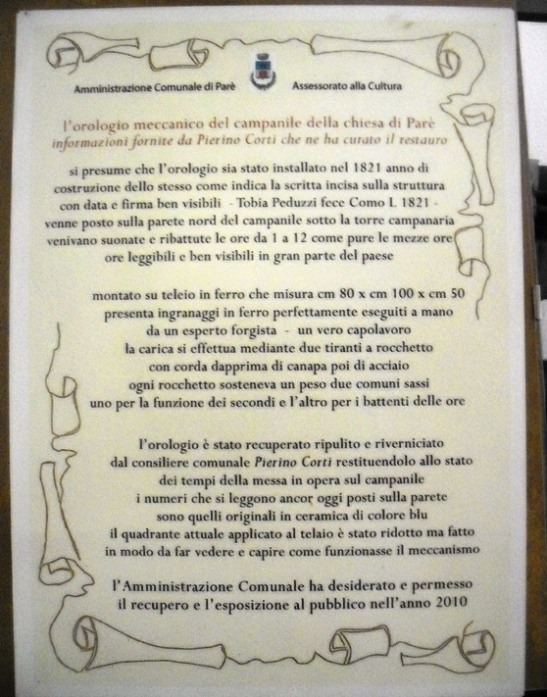 Amministrazione Comunale di Parè Assessorato alla Cultura
l'orologio meccanico del campanile della chiesa di Parè
informazioni fornite da Pierino Corti che ne ha curato il restauro
si presume che l'orologio sia stato installato nel 1821 anno di
costruzione dello stesso come indica la scritta incisa sulla struttura
con data e firma ben visibili - Tobia Peduzzi fece Como L 1821 -
venne posto sulla parete nord del campanile sotto la torre campanaria
venivano suonate e ribattute le ore da 1 a 12 come pure le mezze ore
ore leggibili e ben visibili in gran parte del paese
montato su teleio in ferro che misura cm 80 x cm 100 x cm 50
presenta ingranaggi in ferro perfettamente eseguiti a mano
da un esperto forgista - un vero capolavoro
la carica si effettua mediante due tiranti a rocchetto
con corda dapprima di canapa poi di acciaio
ogni rocchetto sosteneva un peso due comuni sassi
uno per la funzione dei secondi e l'altro per i battenti delle ore
l'orologio è stato recuperato ripulito e riverniciato
dal consiliere comunale Pierino Corti restituendolo allo stato
dei tempi della messa in opera sul campanile
i numeri che si leggono ancor oggi posti sulla parete
sono quelli originali in ceramica di colore blu
il quadrante attuale applicato al telaio è stato ridotto ma fatto
in modo da far vedere e capire come funzionasse il meccanismo
l'Amministrazione Comunale ha desiderato e permesso
il recupero e l'esposizione al pubblico nell'anno 2010